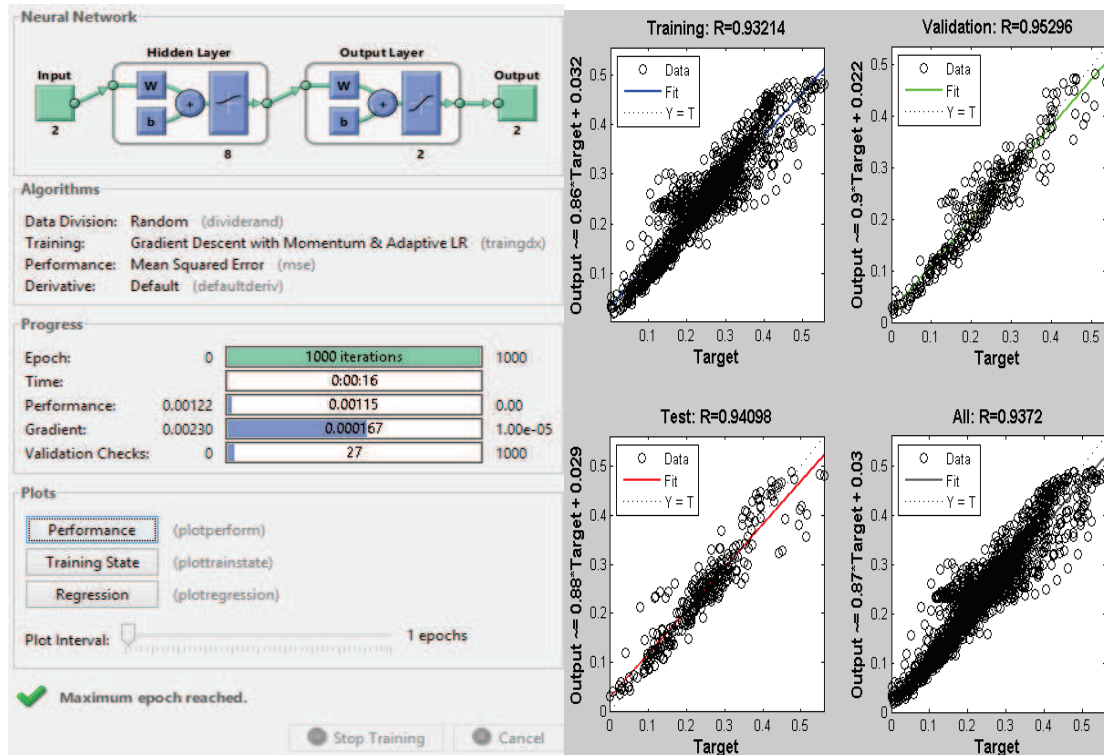 Neural Network
Hidden Layer
Output Layer
Input
Output
W
b
+
W
b
+
2
8
2
2
Algorithms
Data Division: Random (dividerand)
Training: Gradient Descent with Momentum & Adaptive LR (traingdx)
Performance: Mean Squared Error (mse)
Derivative: Default (defaultderiv)
Progress
Epoch: 0 1000 iterations 1000
Time: 0:00:16
Performance: 0.00122 0.00115 0.00
Gradient: 0.00230 0.000167 1.00e-05
Validation Checks: 0 27 1000
Plots
Performance (plotperform)
Training State (plottrainstate)
Regression (plotregression)
Plot Interval: 1 epochs
Maximum epoch reached.
Stop Training
Cancel
Training: R=0.93214
Output ~= 0.86*Target + 0.032
Data
Fit
Y = T
0.5
0.4
0.3
0.2
0.1
0
0.1 0.2 0.3 0.4 0.5
Target
Validation: R=0.95296
Output ~= 0.9*Target + 0.022
Data
Fit
Y = T
0.5
0.4
0.3
0.2
0.1
0
0 0.1 0.2 0.3 0.4 0.5
Target
Test: R=0.94098
Output ~= 0.88*Target + 0.029
Data
Fit
Y = T
0.5
0.4
0.3
0.2
0.1
0
0 0.1 0.2 0.3 0.4 0.5
Target
All: R=0.9372
Output ~= 0.87*Target + 0.03
Data
Fit
Y = T
0.5
0.4
0.3
0.2
0.1
0
0 0.1 0.2 0.3 0.4 0.5
Target